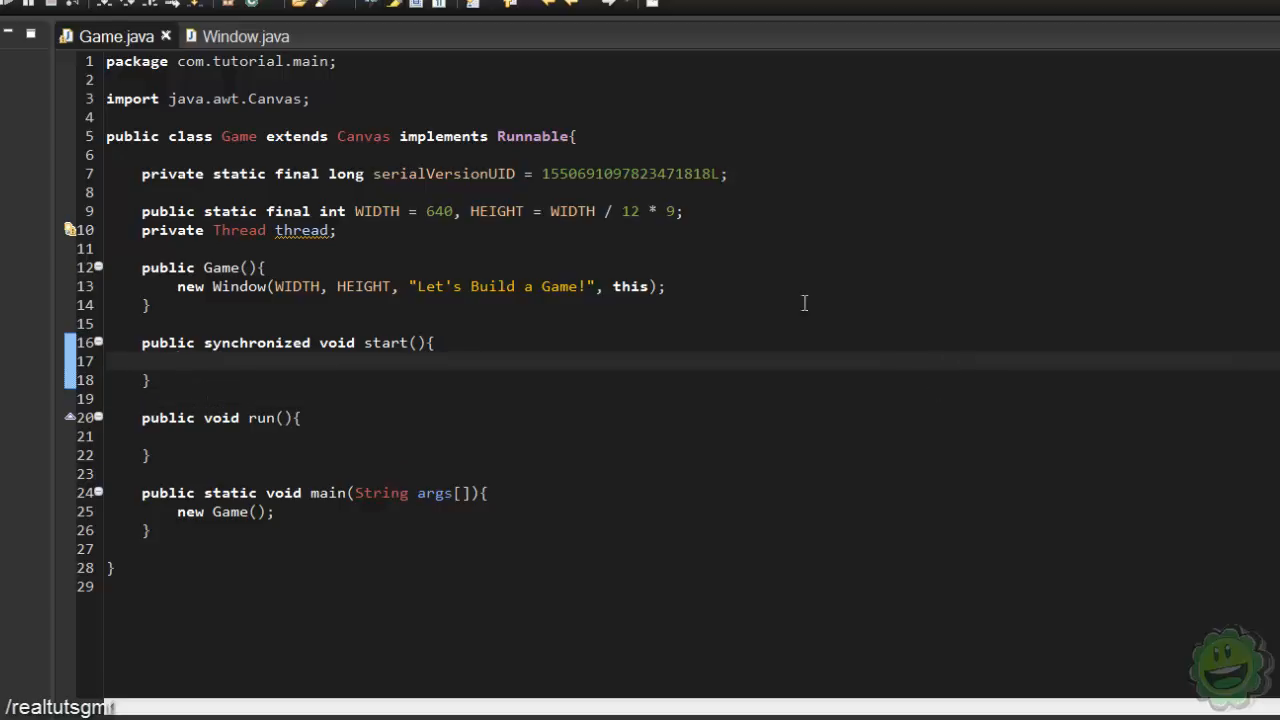 Game.java
Window.java
1 package com.tutorial.main;
2
3 import java.awt.Canvas;
4
5 public class Game extends Canvas implements Runnable{
6
7 private static final long serialVersionUID = 1550691097823471818L;
8
9 public static final int WIDTH = 640, HEIGHT = WIDTH / 12 * 9;
10 private Thread thread;
11
12 public Game(){
13 new Window(WIDTH, HEIGHT, "Let's Build a Game!", this);
14 }
15
16 public synchronized void start(){
17
18 }
19
20 public void run(){
21
22 }
23
24 public static void main(String args[]){
25 new Game();
26 }
27
28 }
29
/realtutsgm